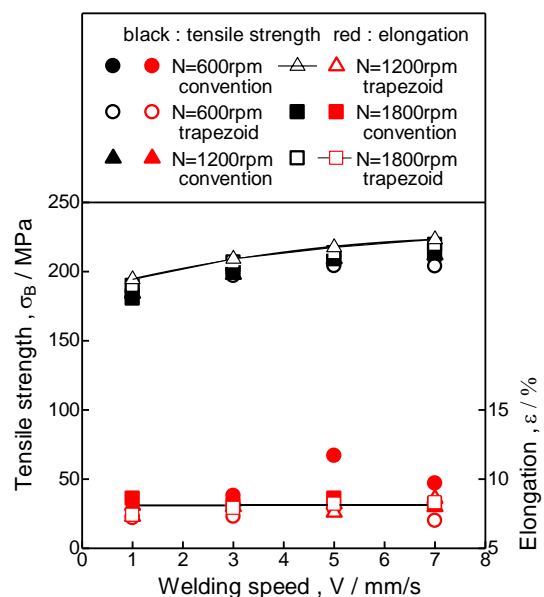 black : tensile strength red : elongation
N=600rpm convention
N=1200rpm trapezoid
N=600rpm trapezoid
N=1800rpm convention
N=1200rpm convention
N=1800rpm trapezoid
250
200
150
100
50
0
Tensile strength , σB / MPa
15
10
5
Elongation , ε / %
0 1 2 3 4 5 6 7 8
Welding speed , V / mm/s